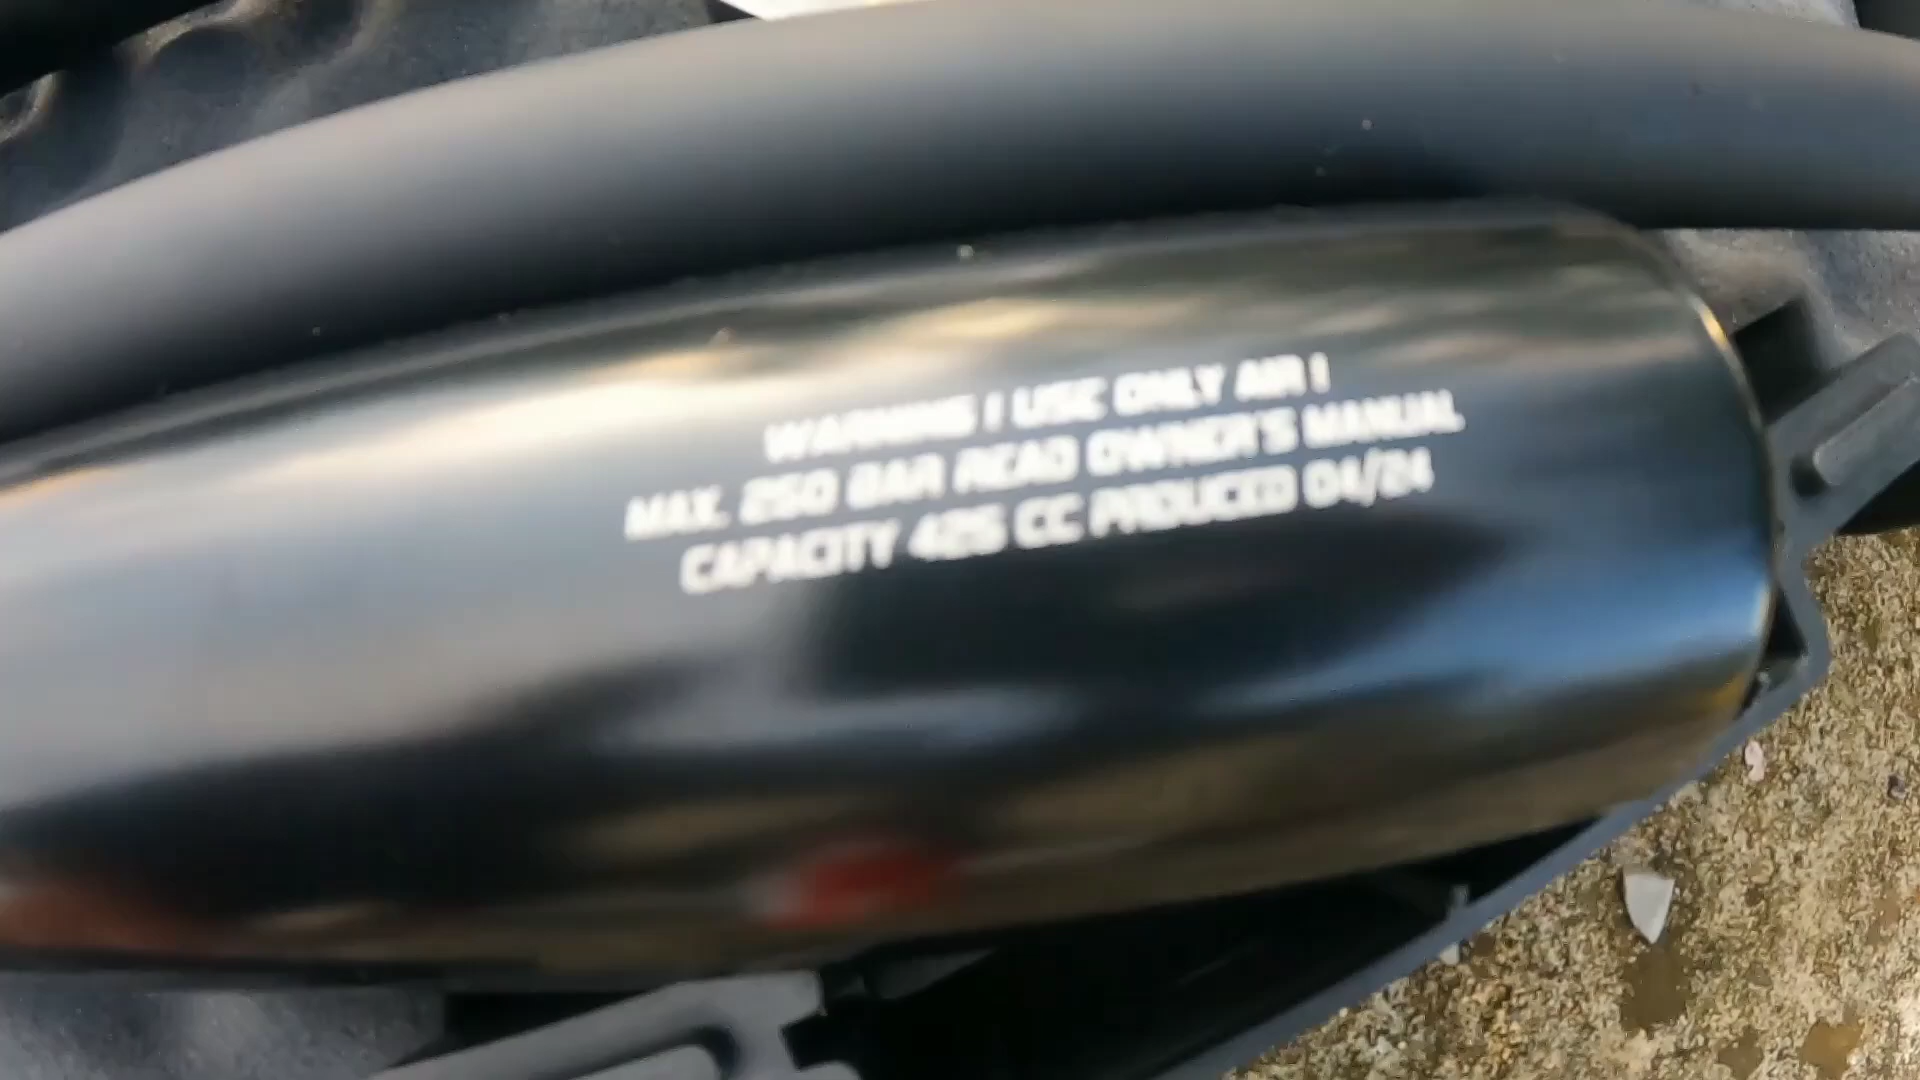 WARNING ! USE ONLY AIR !
MAX. 250 BAR READ OWNER'S MANUAL
CAPACITY 425 CC PRODUCED 04/24